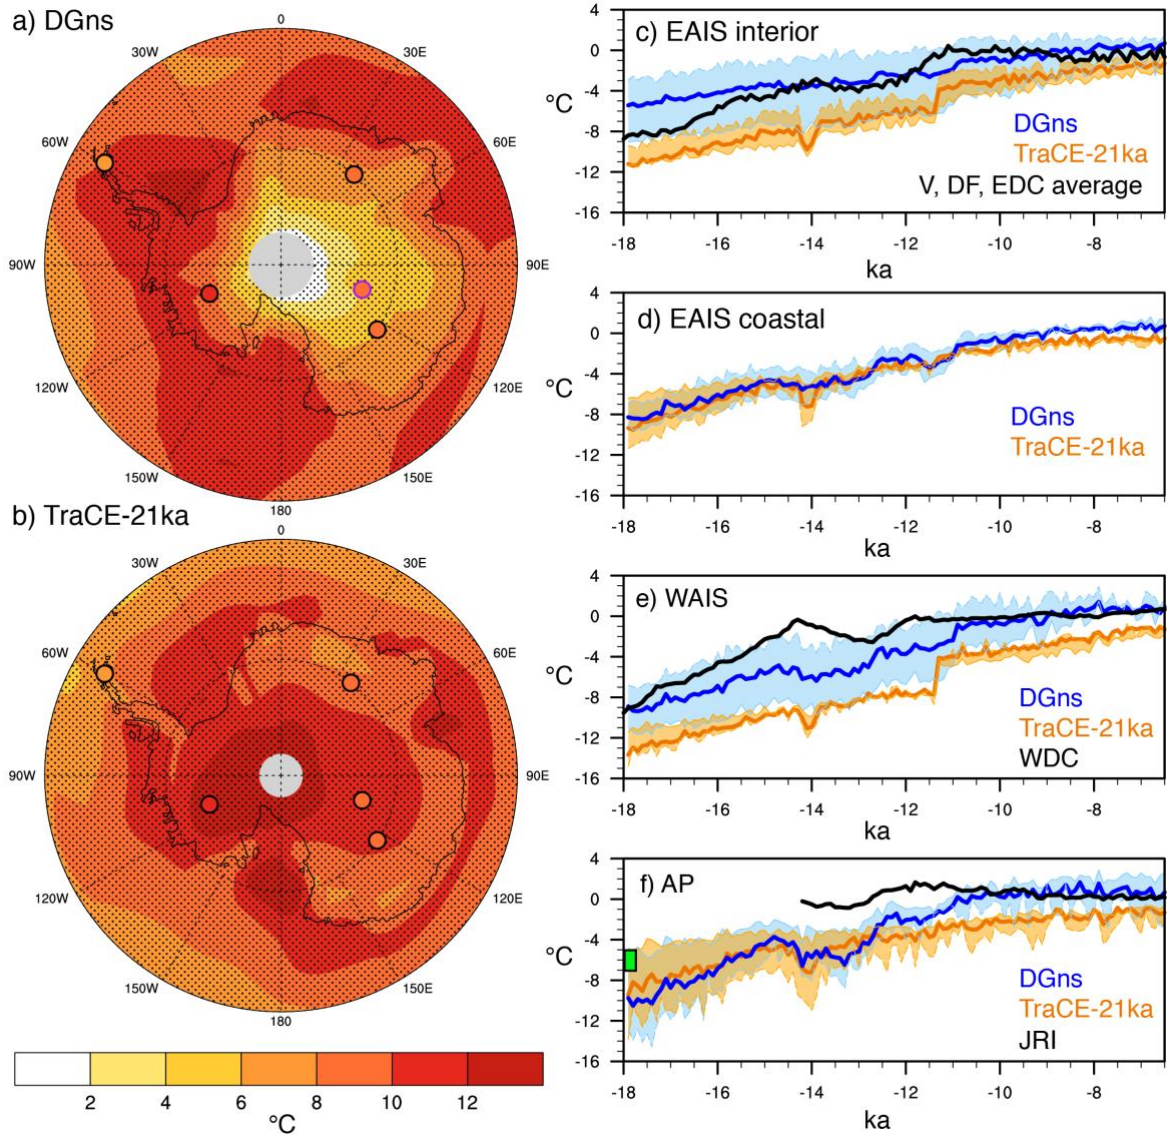 a) DGns
0
30W
30E
60W
60E
90W
90E
120W
120E
150W
150E
180
b) TraCE-21ka
0
30W
30E
60W
60E
90W
90E
120W
120E
150W
150E
180
2 4 6 8 10 12
°C
c) EAIS interior
4
0
-4
-8
-12
-16
°C
DGns
TraCE-21ka
V, DF, EDC average
-18 -16 -14 -12 -10 -8
ka
d) EAIS coastal
4
0
-4
-8
-12
-16
°C
DGns
TraCE-21ka
-18 -16 -14 -12 -10 -8
ka
e) WAIS
4
0
-4
-8
-12
-16
°C
DGns
TraCE-21ka
WDC
-18 -16 -14 -12 -10 -8
ka
f) AP
4
0
-4
-8
-12
-16
°C
DGns
TraCE-21ka
JRI
-18 -16 -14 -12 -10 -8
ka